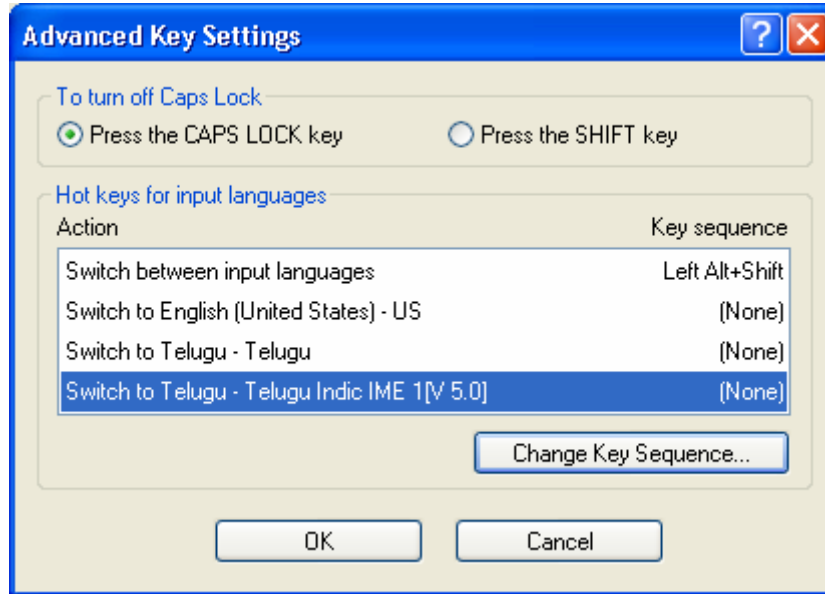 Advanced Key Settings
To turn off Caps Lock
Press the CAPS LOCK key Press the SHIFT key
Hot keys for input languages
Action Key sequence
Switch between input languages Left Alt+Shift
Switch to English (United States) - US (None)
Switch to Telugu - Telugu (None)
Switch to Telugu - Telugu Indic IME 1[V 5.0] (None)
Change Key Sequence...
OK Cancel